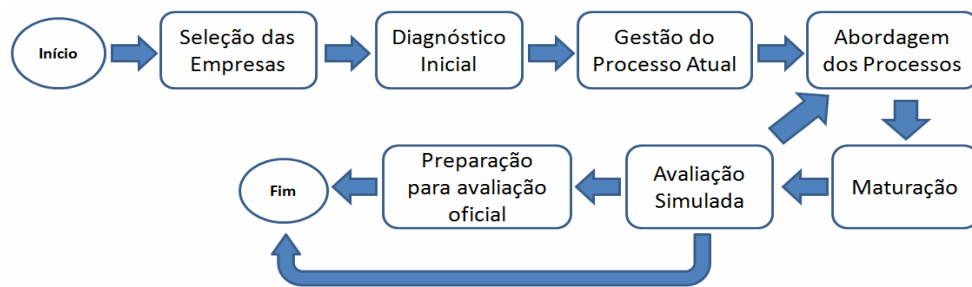 Início
Seleção das
Empresas
Diagnóstico
Inicial
Gestão do
Processo Atual
Abordagem
dos Processos
Maturação
Avaliação
Simulada
Preparação
para avaliação
oficial
Fim